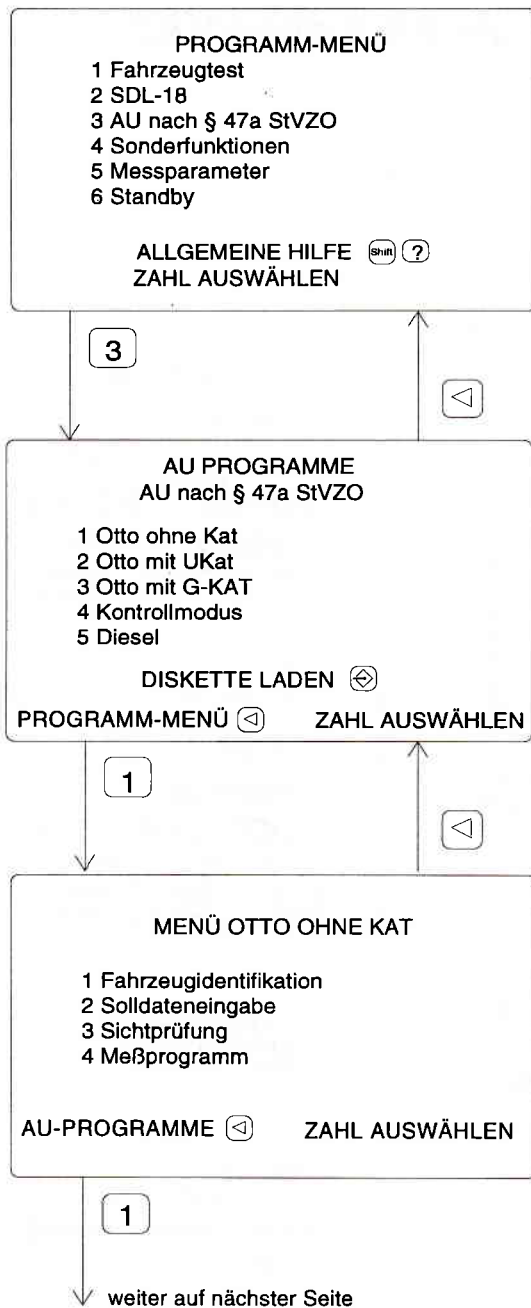 PROGRAMM-MENÜ
1 Fahrzeugtest
2 SDL-18
3 AU nach § 47a StVZO
4 Sonderfunktionen
5 Messparameter
6 Standby
ALLGEMEINE HILFE Shift ?
ZAHL AUSWÄHLEN
3
AU PROGRAMME
AU nach § 47a StVZO
1 Otto ohne Kat
2 Otto mit UKat
3 Otto mit G-KAT
4 Kontrollmodus
5 Diesel
DISKETTE LADEN
PROGRAMM-MENÜ ZAHL AUSWÄHLEN
1
MENÜ OTTO OHNE KAT
1 Fahrzeugidentifikation
2 Solldateneingabe
3 Sichtprüfung
4 Meßprogramm
AU-PROGRAMME ZAHL AUSWÄHLEN
1
weiter auf nächster Seite